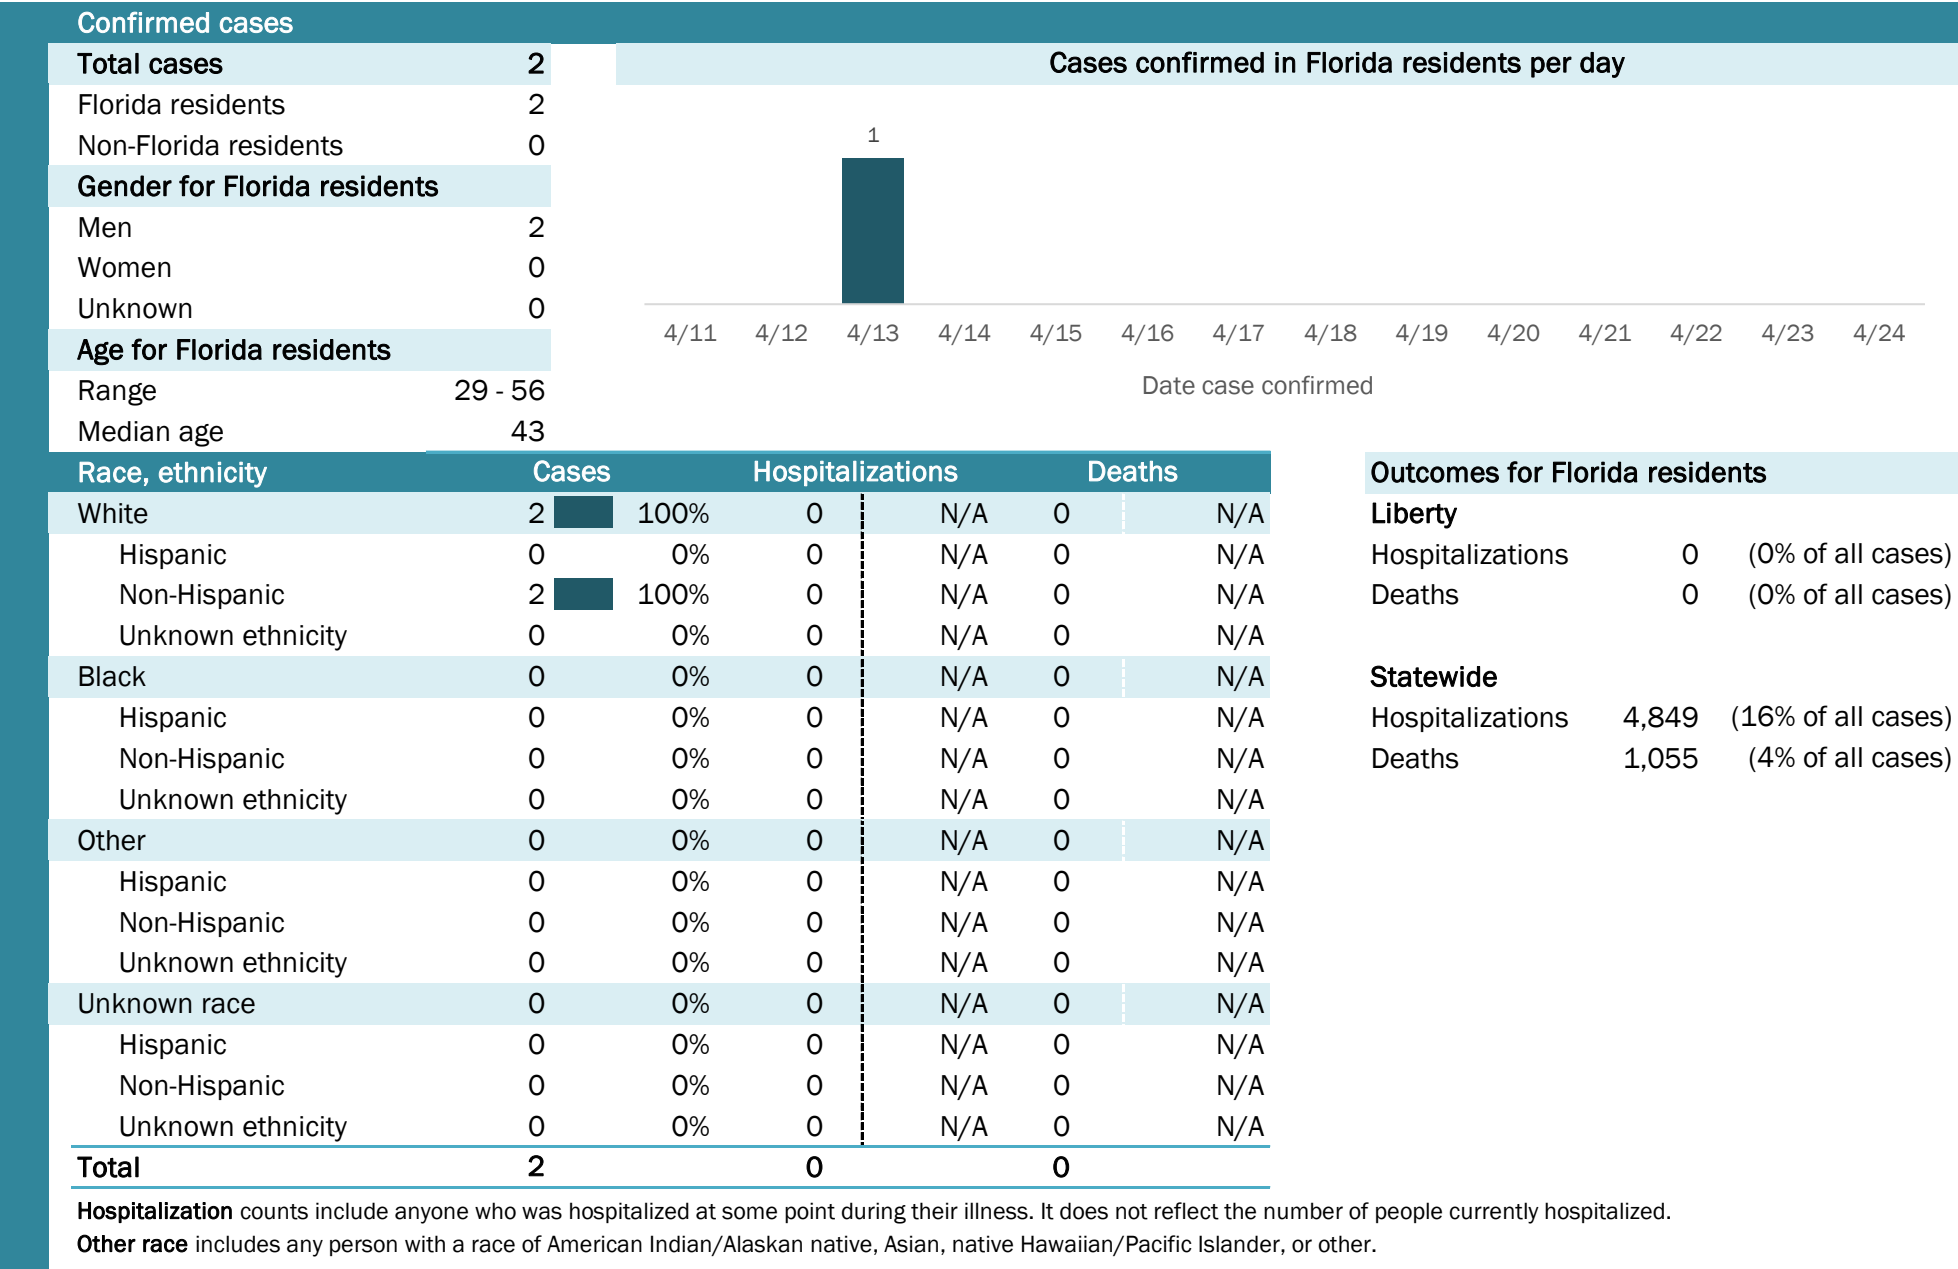 Confirmed cases
Total cases 2
Florida residents 2
Non-Florida residents 0
Gender for Florida residents
Men 2
Women 0
Unknown 0
Age for Florida residents
Range 29 - 56
Median age 43
Cases confirmed in Florida residents per day
1
4/11 4/12 4/13 4/14 4/15 4/16 4/17 4/18 4/19 4/20 4/21 4/22 4/23 4/24
Date case confirmed
Race, ethnicity Cases Hospitalizations Deaths
White 2 100% 0 N/A 0 N/A
Hispanic 0 0% 0 N/A 0 N/A
Non-Hispanic 2 100% 0 N/A 0 N/A
Unknown ethnicity 0 0% 0 N/A 0 N/A
Black 0 0% 0 N/A 0 N/A
Hispanic 0 0% 0 N/A 0 N/A
Non-Hispanic 0 0% 0 N/A 0 N/A
Unknown ethnicity 0 0% 0 N/A 0 N/A
Other 0 0% 0 N/A 0 N/A
Hispanic 0 0% 0 N/A 0 N/A
Non-Hispanic 0 0% 0 N/A 0 N/A
Unknown ethnicity 0 0% 0 N/A 0 N/A
Unknown race 0 0% 0 N/A 0 N/A
Hispanic 0 0% 0 N/A 0 N/A
Non-Hispanic 0 0% 0 N/A 0 N/A
Unknown ethnicity 0 0% 0 N/A 0 N/A
Total 2 0 0
Outcomes for Florida residents
Liberty
Hospitalizations 0 (0% of all cases)
Deaths 0 (0% of all cases)
Statewide
Hospitalizations 4,849 (16% of all cases)
Deaths 1,055 (4% of all cases)
Hospitalization counts include anyone who was hospitalized at some point during their illness. It does not reflect the number of people currently hospitalized.
Other race includes any person with a race of American Indian/Alaskan native, Asian, native Hawaiian/Pacific Islander, or other.